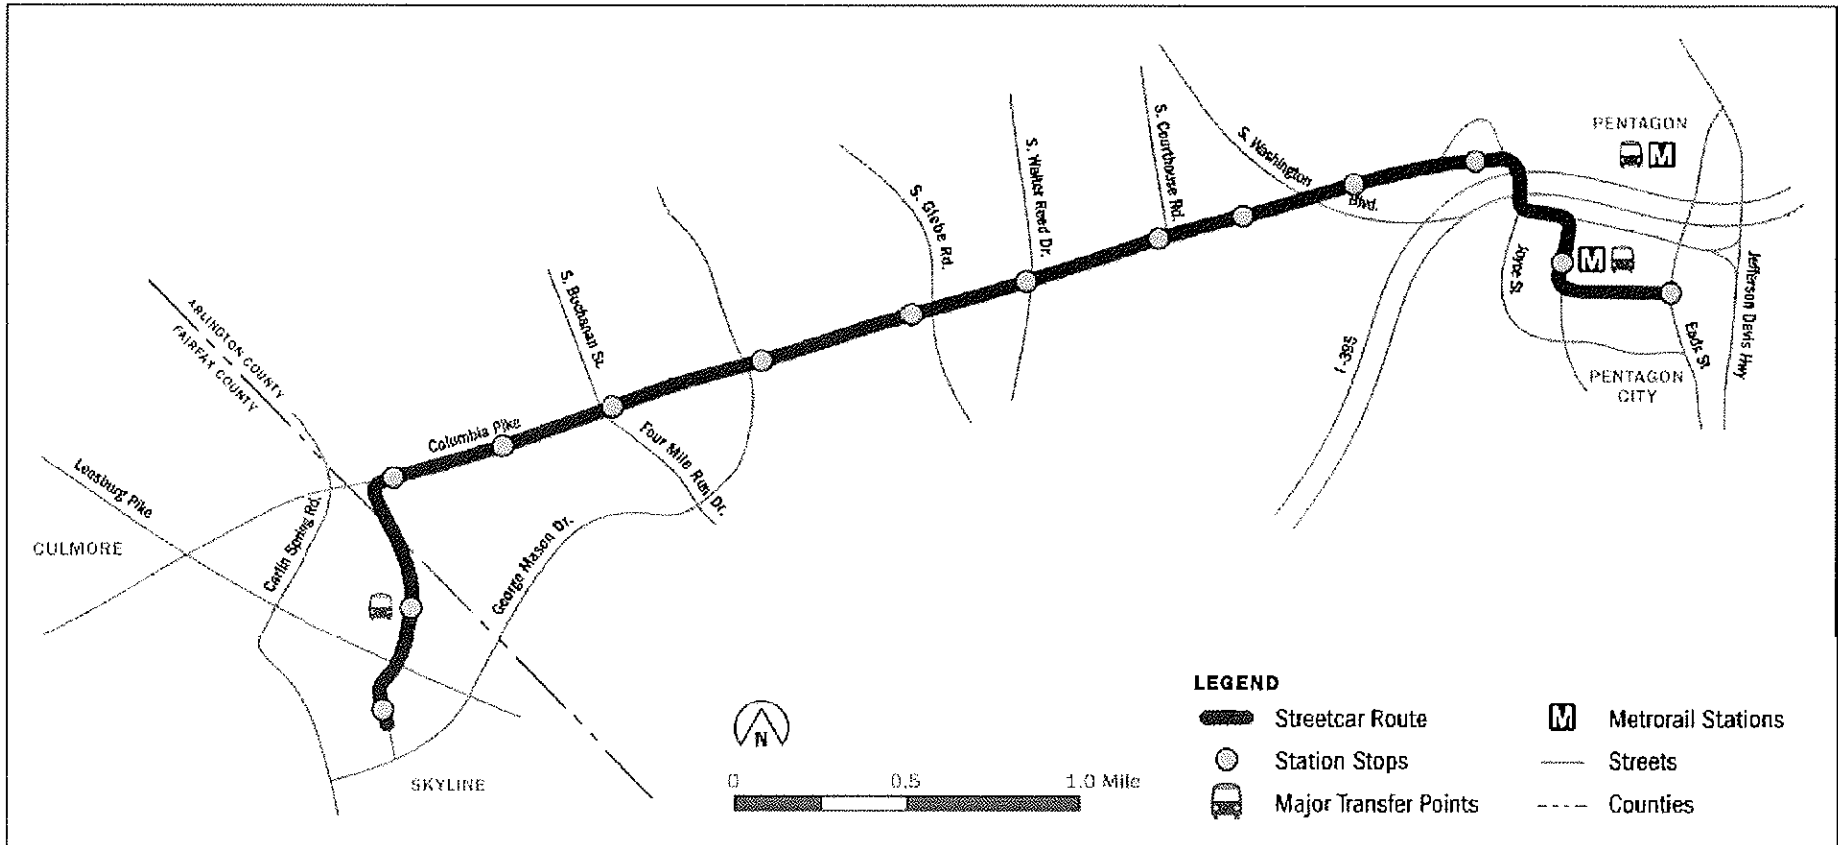 PENTAGON
M
S. Courthouse Rd.
S. Washington
Blvd.
S. Walter Reed Dr.
S. Glebe Rd.
Joyce St.
M
Jefferson Davis Hwy
Eads St.
I-395
PENTAGON
CITY
S. Buchanan St.
ARLINGTON COUNTY
FAIRFAX COUNTY
Columbia Pike
Four Mile Run Dr.
Leesburg Pike
Carlin Spring Rd.
CULMORE
George Mason Dr.
SKYLINE
N
0 0.5 1.0 Mile
LEGEND
Streetcar Route
Station Stops
Major Transfer Points
M Metrorail Stations
Streets
Counties